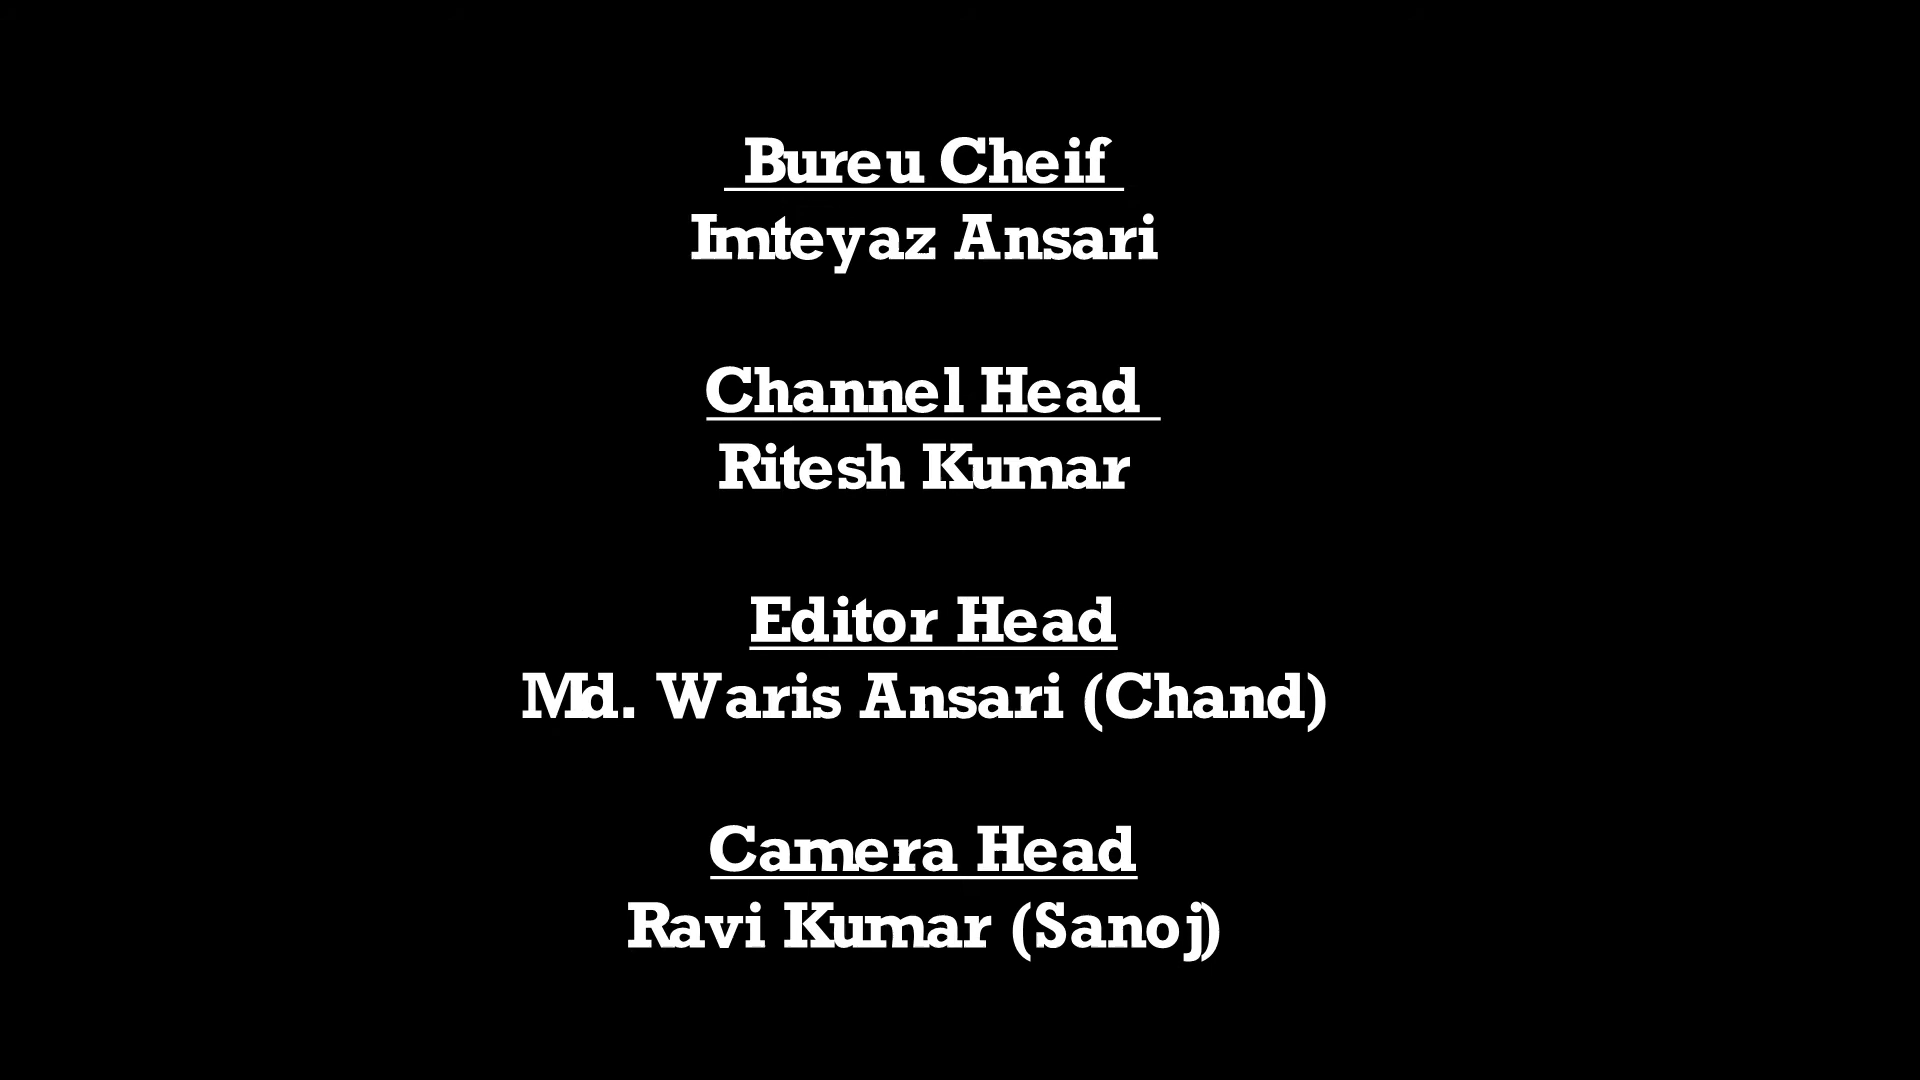 Bureu Cheif
Imteyaz Ansari
Channel Head
Ritesh Kumar
Editor Head
Md. Waris Ansari (Chand)
Camera Head
Ravi Kumar (Sanoj)